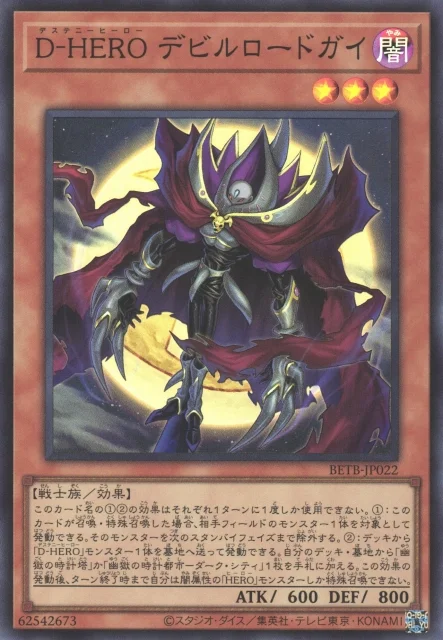 デステニーヒーロー
D-HERO デビルロードガイ
やみ
闇
BETB-JP022
【戦士族／効果】
このカード名の①②の効果はそれぞれ1ターンに1度しか使用できない。①：こ
のカードが召喚・特殊召喚した場合、相手フィールドのモンスター1体を対象として
発動できる。そのモンスターを次のスタンバイフェイズまで除外する。②：デッキから
「D-HERO」モンスター1体を墓地へ送って発動できる。自分のデッキ・墓地から「幽
獄の時計塔」か「幽獄時計都市－ダーク・シティ」1枚を手札に加える。この効果の
発動後、ターン終了時まで自分は闇属性の「HERO」モンスターしか特殊召喚できない。
ATK/ 600 DEF/ 800
62542673
©スタジオ・ダイス／集英社・テレビ東京・KONAMI